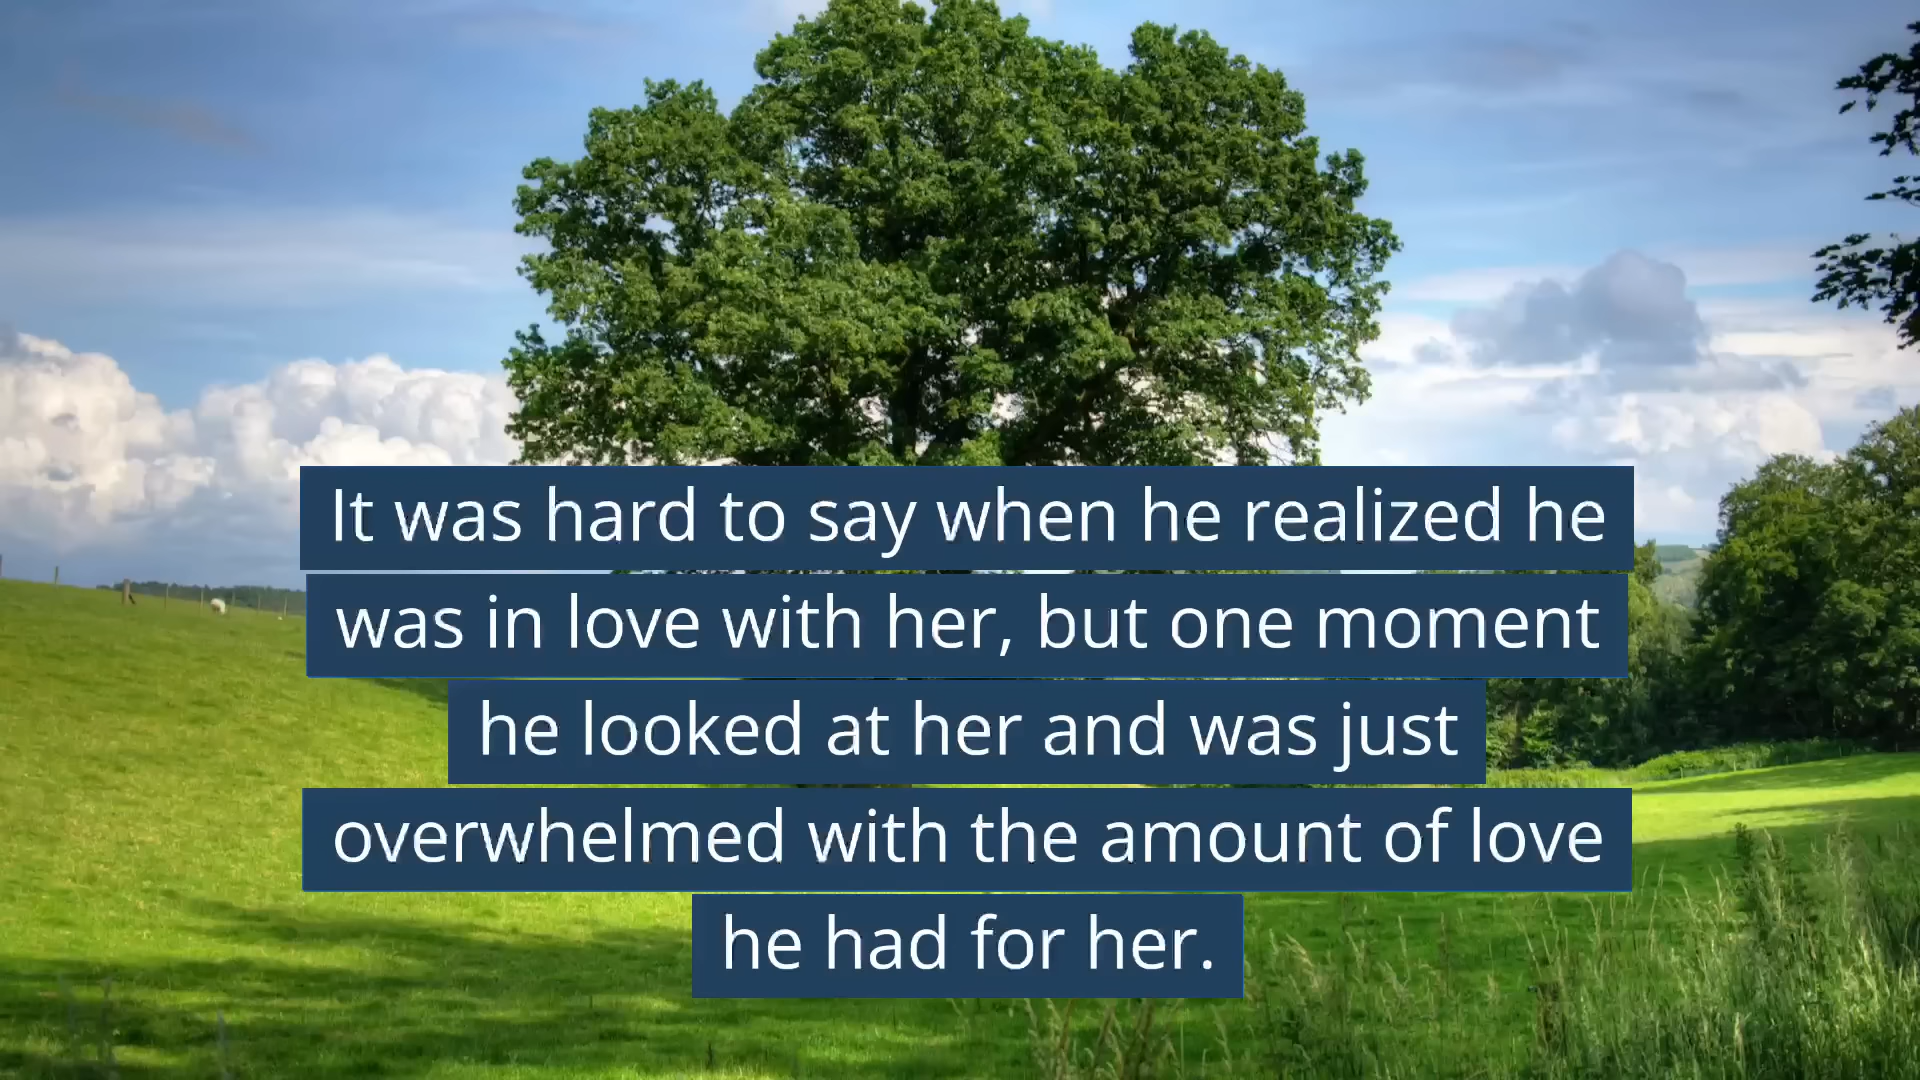 It was hard to say when he realized he
was in love with her, but one moment
he looked at her and was just
overwhelmed with the amount of love
he had for her.